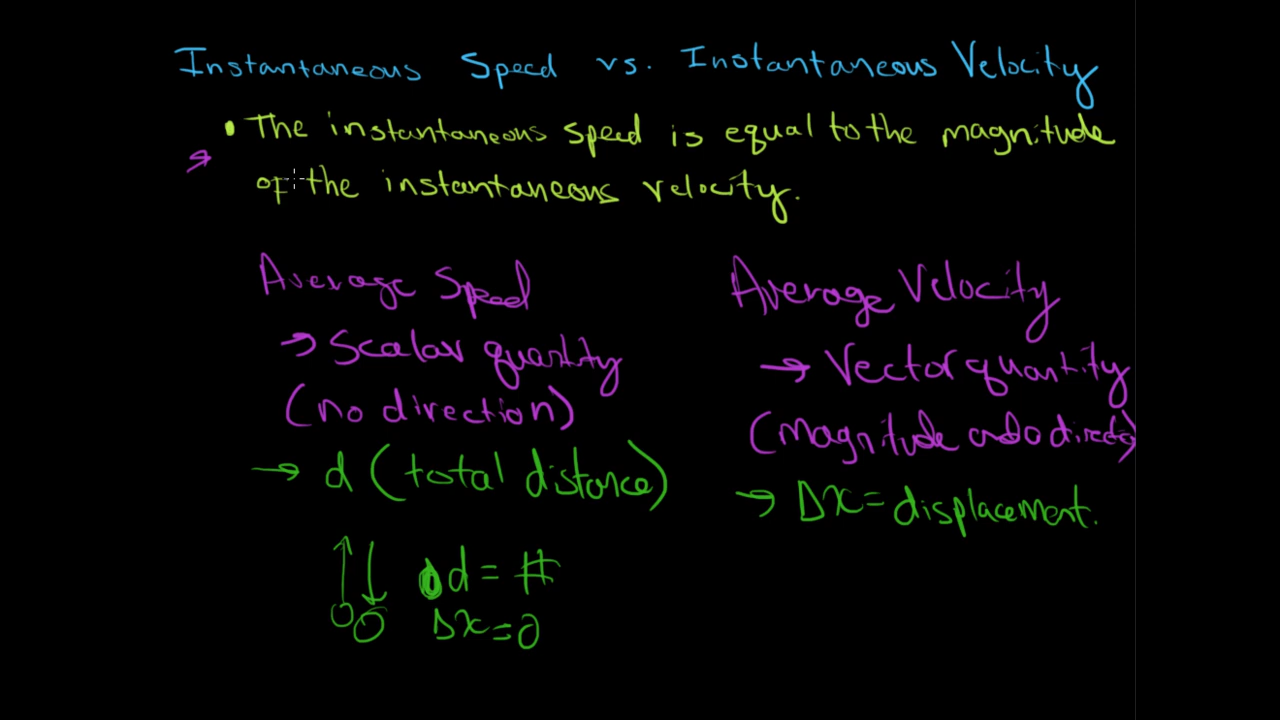 Instantaneous Speed vs. Instantaneous Velocity
• The instantaneous speed is equal to the magnitude
→ of the instantaneous velocity.
Average Speed
→ Scalar quantity
(no direction)
→ d (total distance)
d = #
Δx = 0
Average Velocity
→ Vector quantity
(magnitude and
→ Δx = displacement.